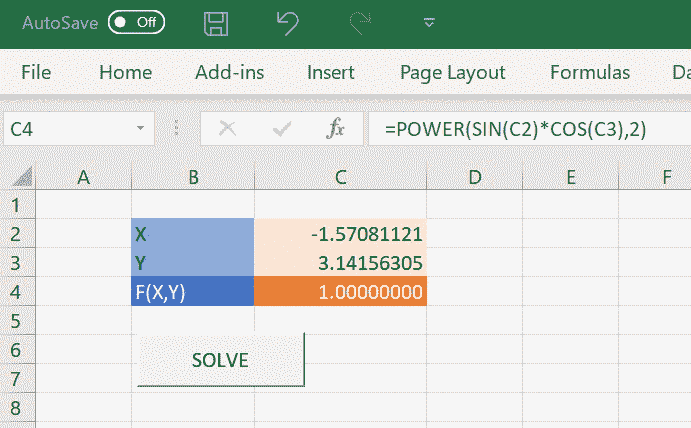 AutoSave Off
File Home Add-ins Insert Page Layout Formulas Da
C4 fx =POWER(SIN(C2)*COS(C3),2)
A B C D E F
1
2 X -1.57081121
3 Y 3.14156305
4 F(X,Y) 1.00000000
5
6 SOLVE
7
8